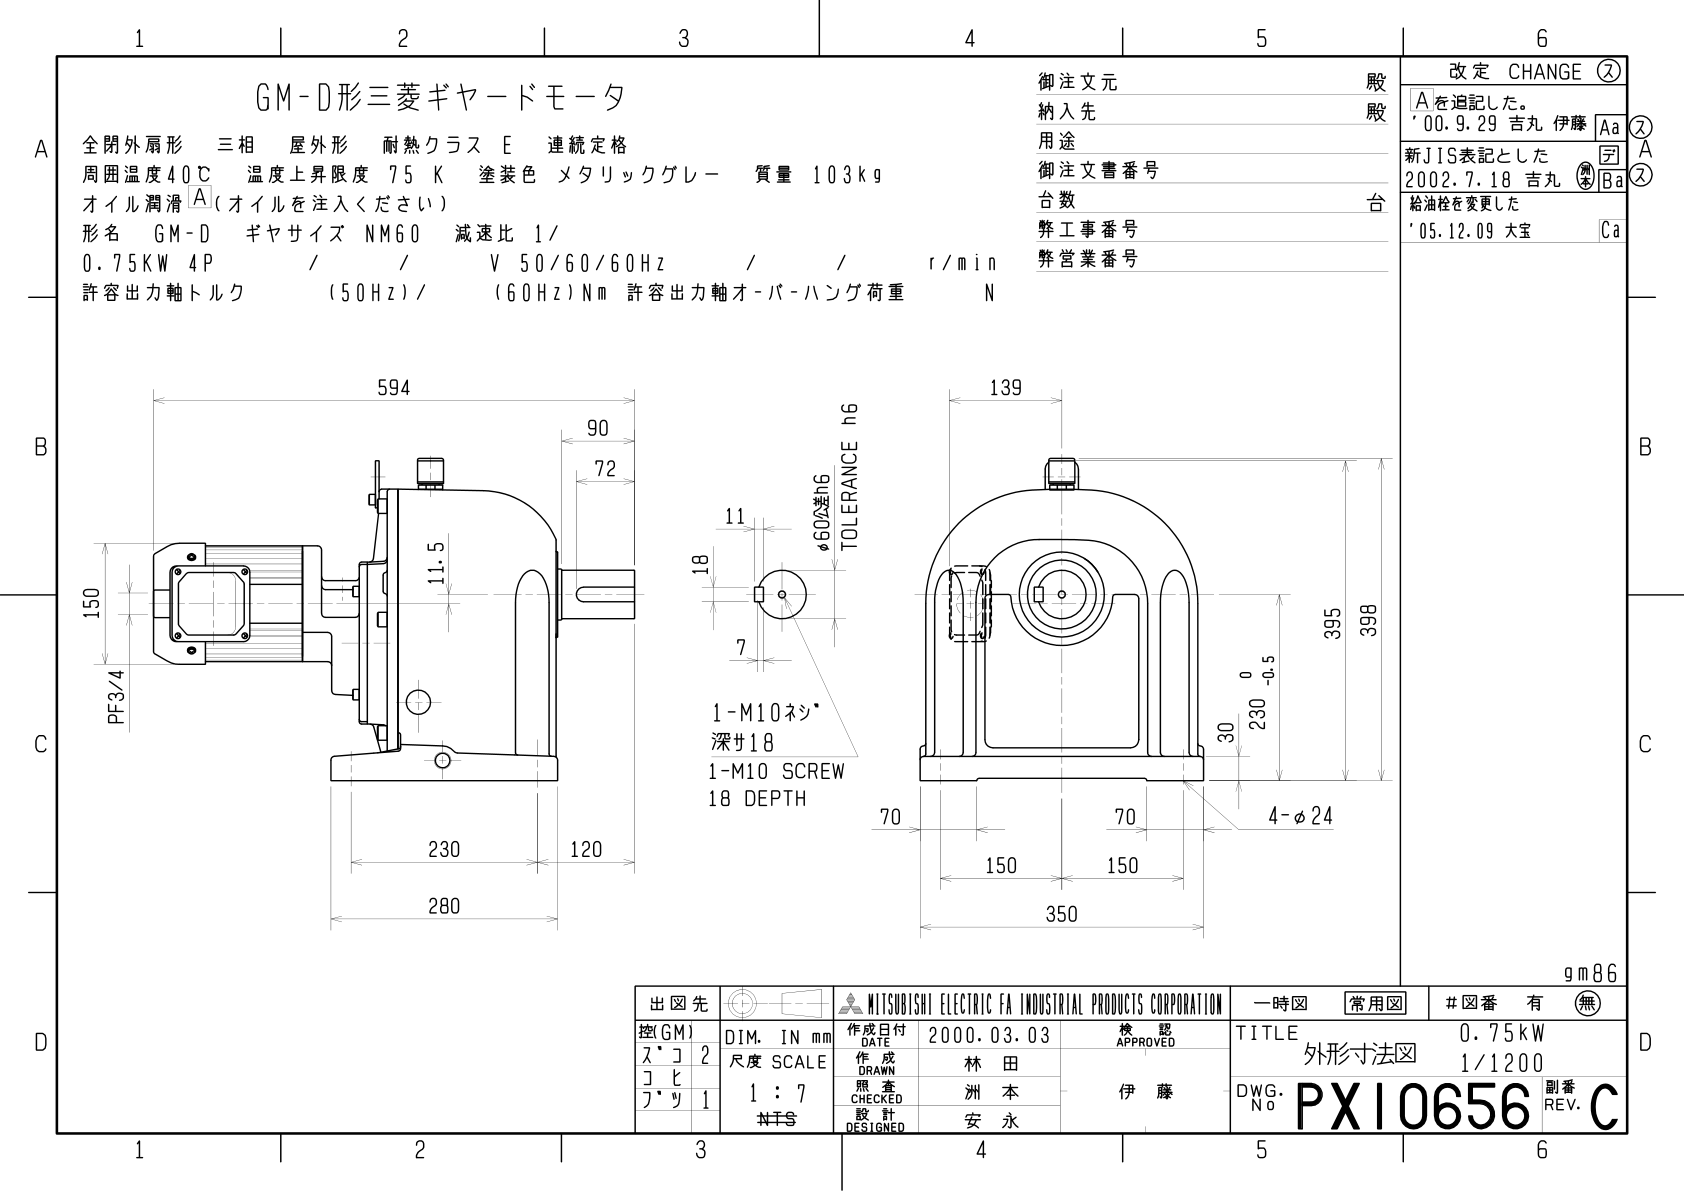 1 2 3 4 5 6
GM-D形三菱ギヤードモータ
全閉外扇形 三相 屋外形 耐熱クラス E 連続定格
周囲温度40℃ 温度上昇限度 75 K 塗装色 メタリックグレー 質量 103kg
オイル潤滑 A (オイルを注入ください)
形名 GM-D ギヤサイズ NM60 減速比 1/
0.75KW 4P / / V 50/60/60Hz / / r/min
許容出力軸トルク (50Hz)/ (60Hz)Nm 許容出力軸オ-バ-ハング荷重 N
御注文元 殿
納入先 殿
用途
御注文書番号
台数 台
弊工事番号
弊営業番号
改定 CHANGE ス
Aを追記した。
'00.9.29 吉丸 伊藤 Aa ス
新JIS表記とした デ
2002.7.18 吉丸 洲本 Ba ス
給油栓を変更した
'05.12.09 大宝 Ca
A A
B B
C C
D D
594
90
72
11.5
150
PF3/4
230 120
280
11
18
7
φ60公差h6
TOLERANCE h6
1-M10ネジ
深サ18
1-M10 SCREW
18 DEPTH
139
395
398
230 0 -0.5
30
70 70
4-φ24
150 150
350
gm86
出図先
控(GM)
ズコ 2
コヒ
ブツ 1
DIM. IN mm
尺度 SCALE
1 : 7
NTS
MITSUBISHI ELECTRIC FA INDUSTRIAL PRODUCTS CORPORATION
作成日付 DATE 2000.03.03 検認 APPROVED
作成 DRAWN 林田
照査 CHECKED 洲本 伊藤
設計 DESIGNED 安永
一時図 常用図 #図番 有 無
TITLE 0.75kW
外形寸法図 1/1200
DWG. No PX10656 副番 REV. C
1 2 3 4 5 6